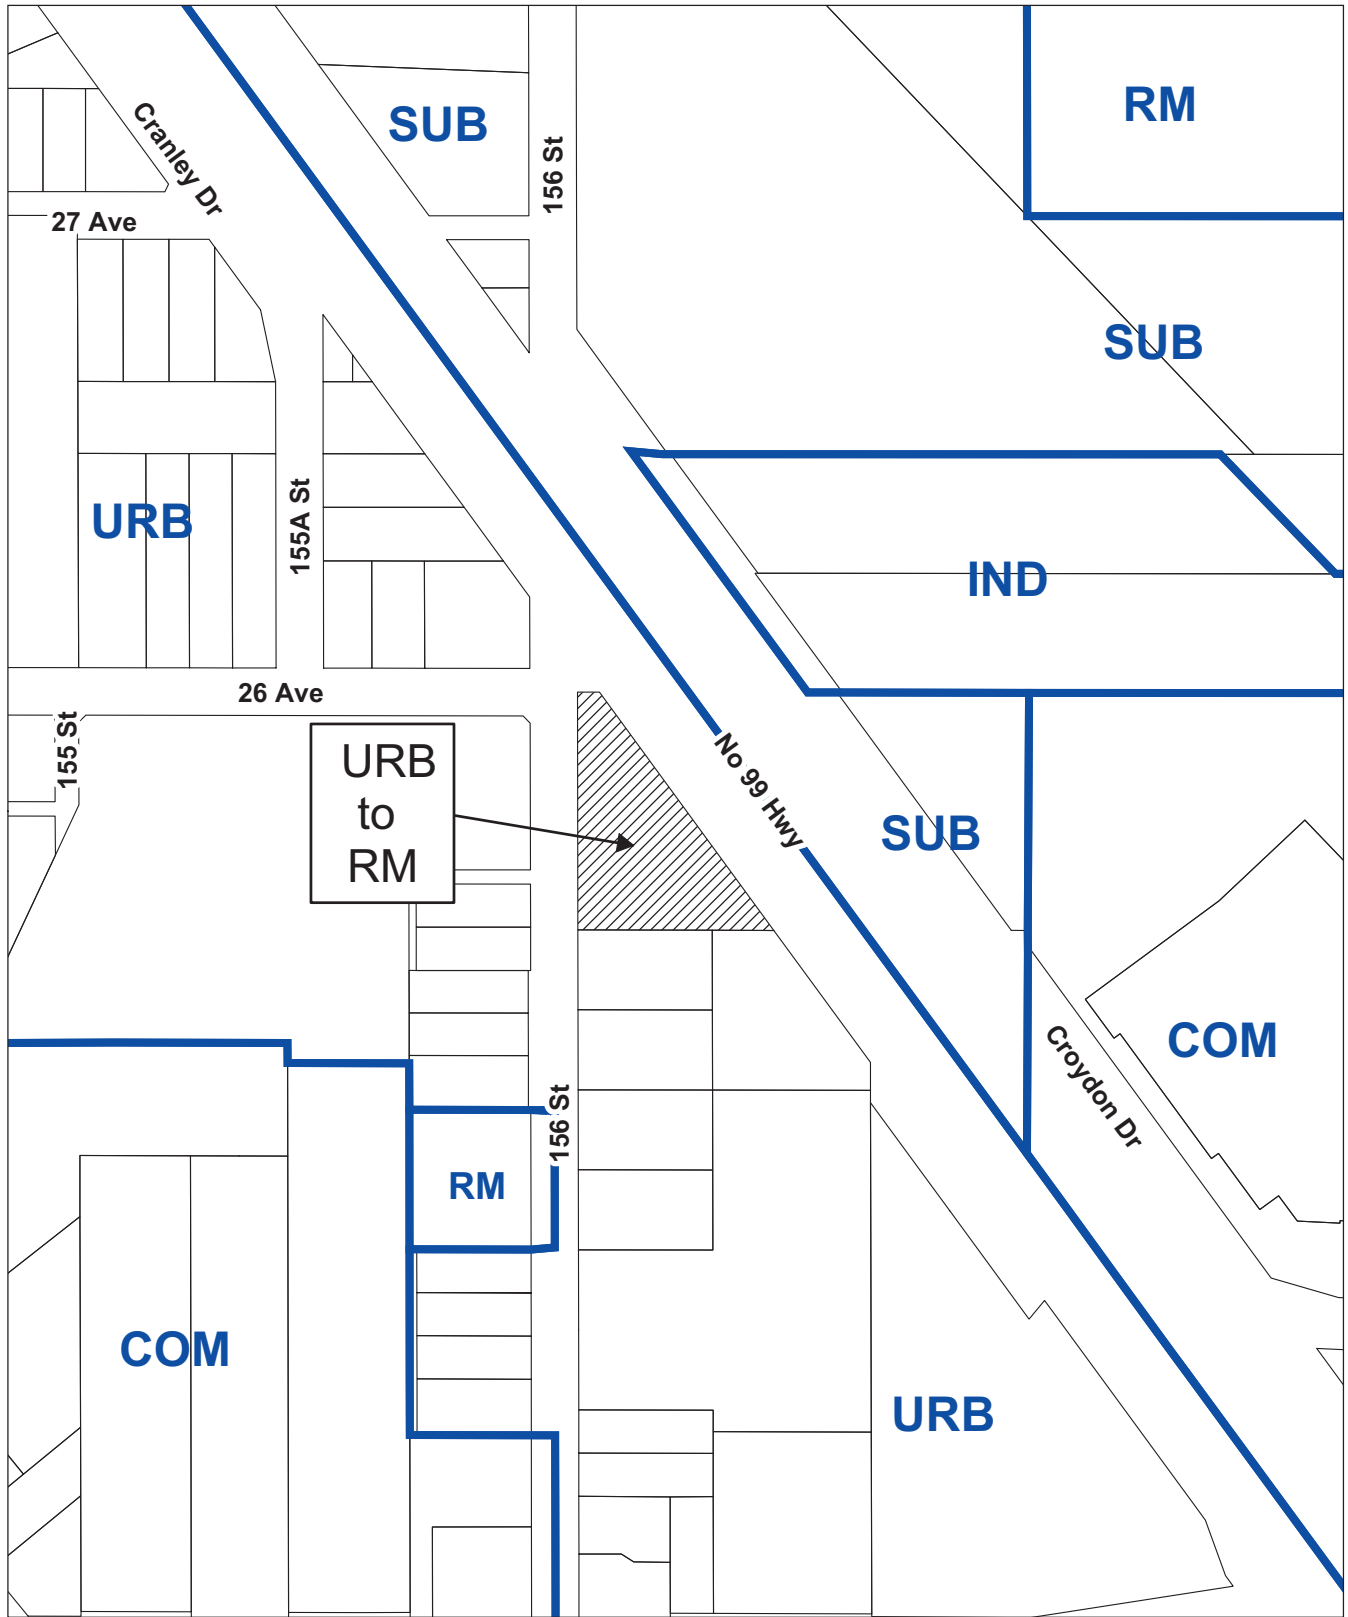 RM
SUB
Cranley Dr
156 St
27 Ave
SUB
URB
155A St
IND
26 Ave
155 St
URB
to
RM
No 99 Hwy
SUB
COM
Croydon Dr
156 St
RM
COM
URB